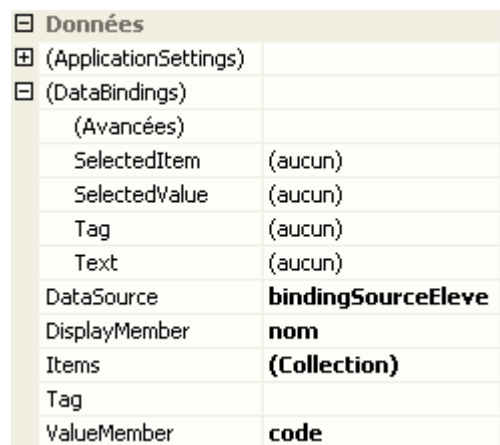 Données
(ApplicationSettings)
(DataBindings)
(Avancées)
SelectedItem (aucun)
SelectedValue (aucun)
Tag (aucun)
Text (aucun)
DataSource bindingSourceEleve
DisplayMember nom
Items (Collection)
Tag
ValueMember code